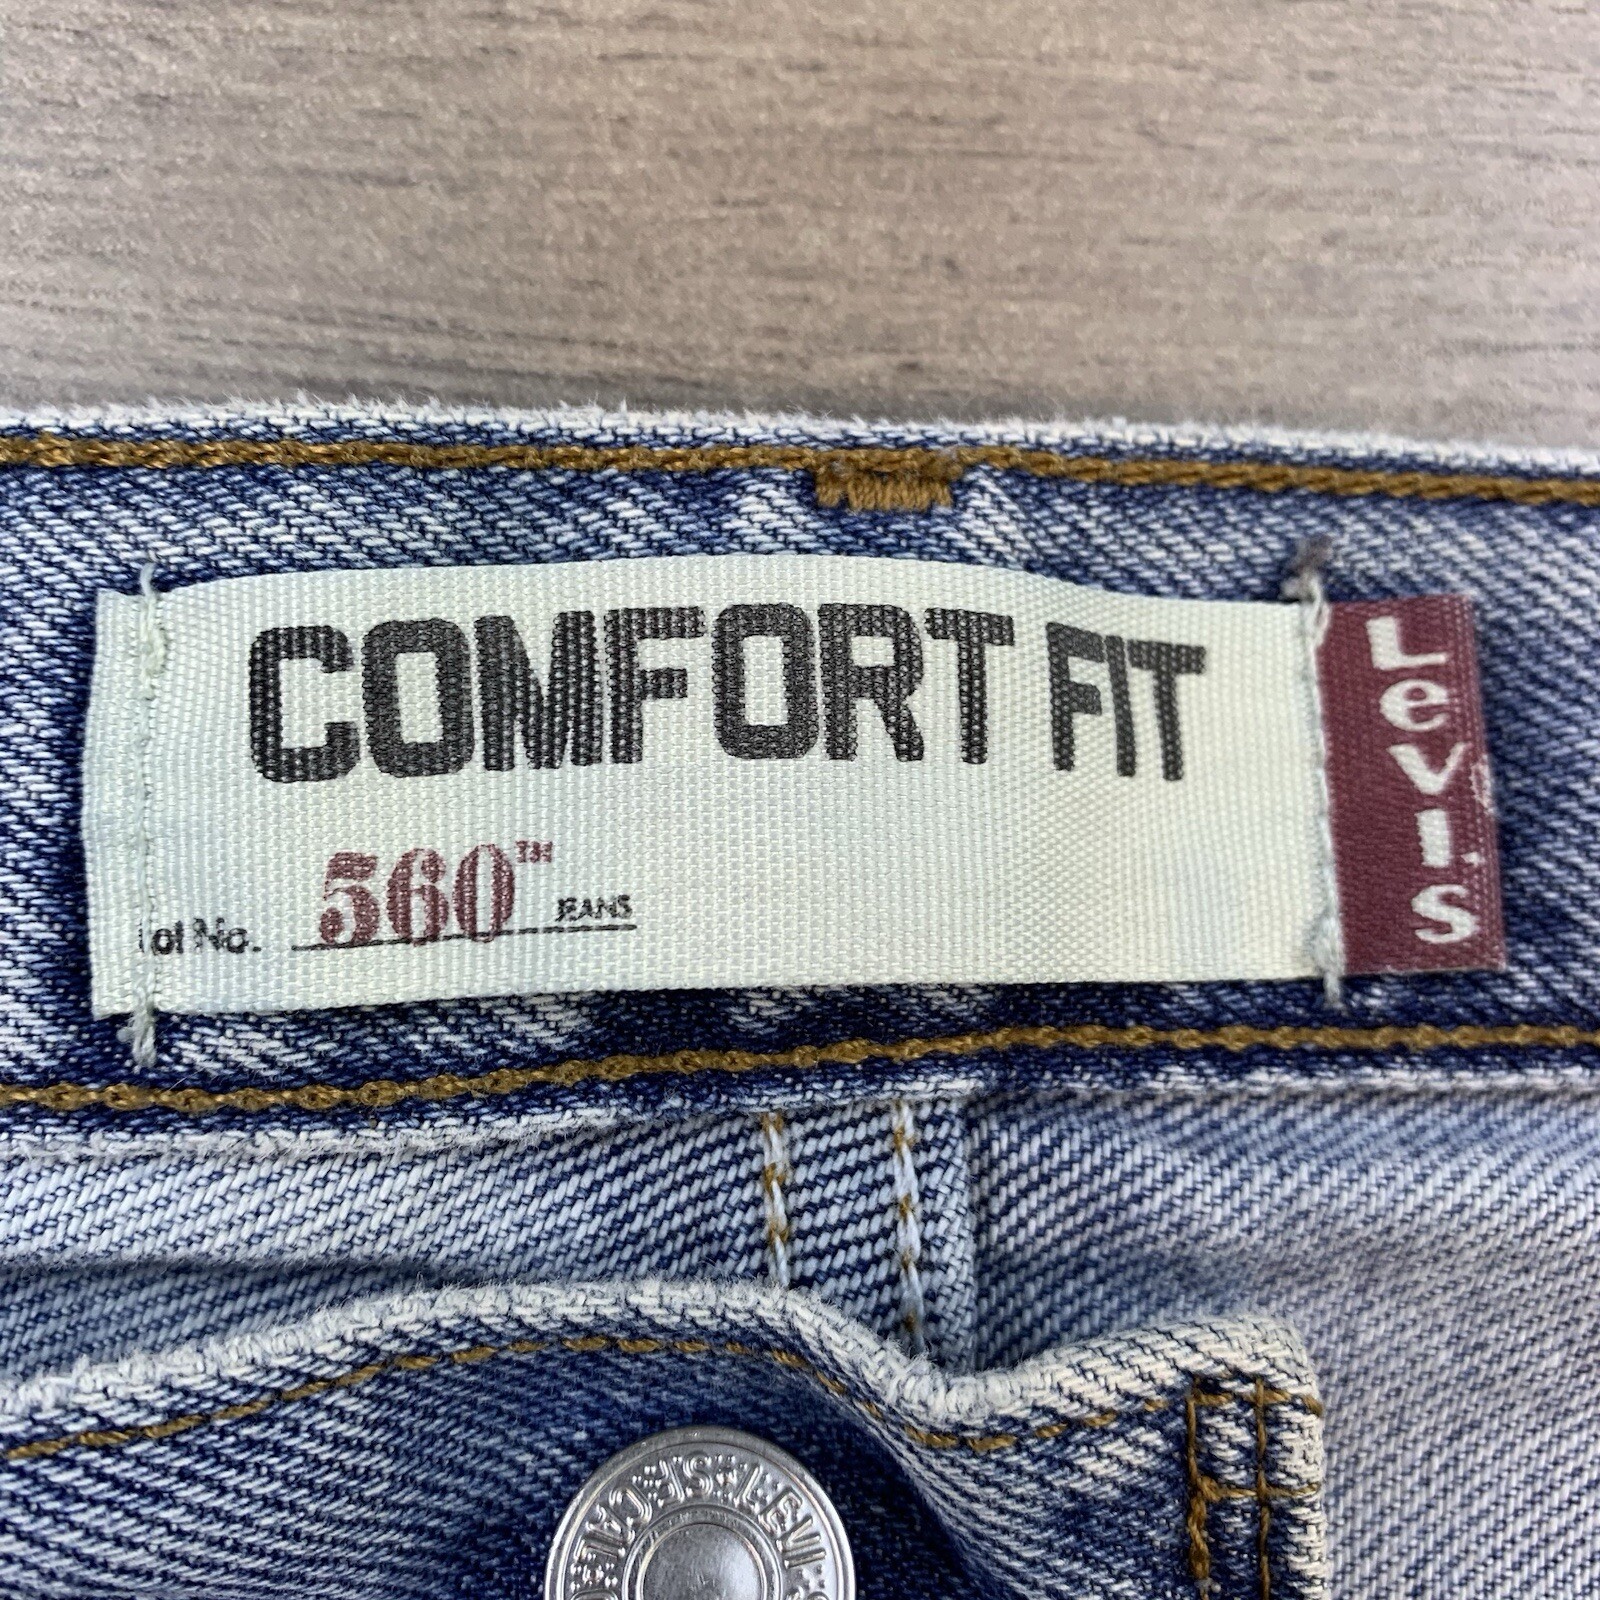 COMFORT FIT
Lot No. 560™ JEANS
Levi's